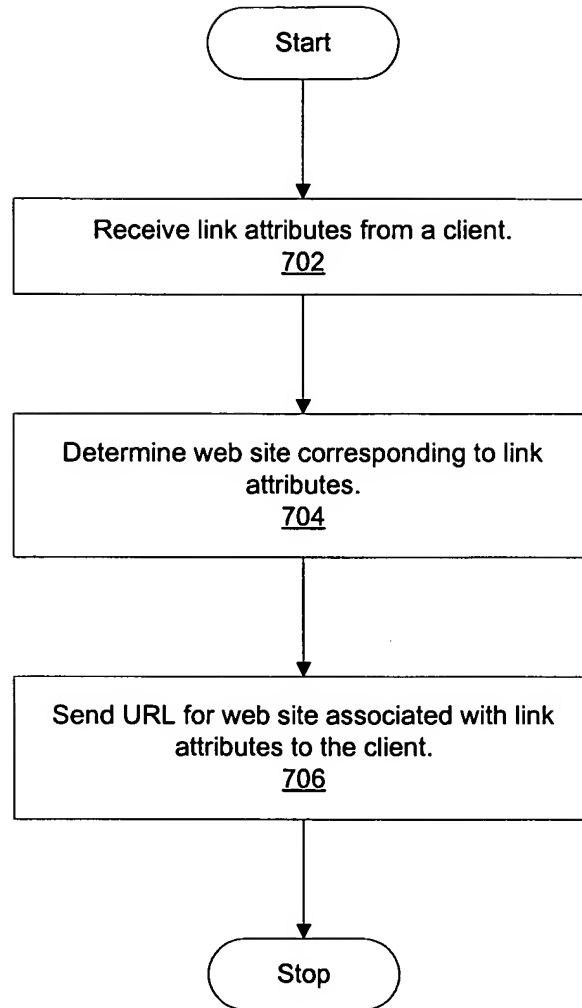 Start
Receive link attributes from a client.
702
Determine web site corresponding to link
attributes.
704
Send URL for web site associated with link
attributes to the client.
706
Stop